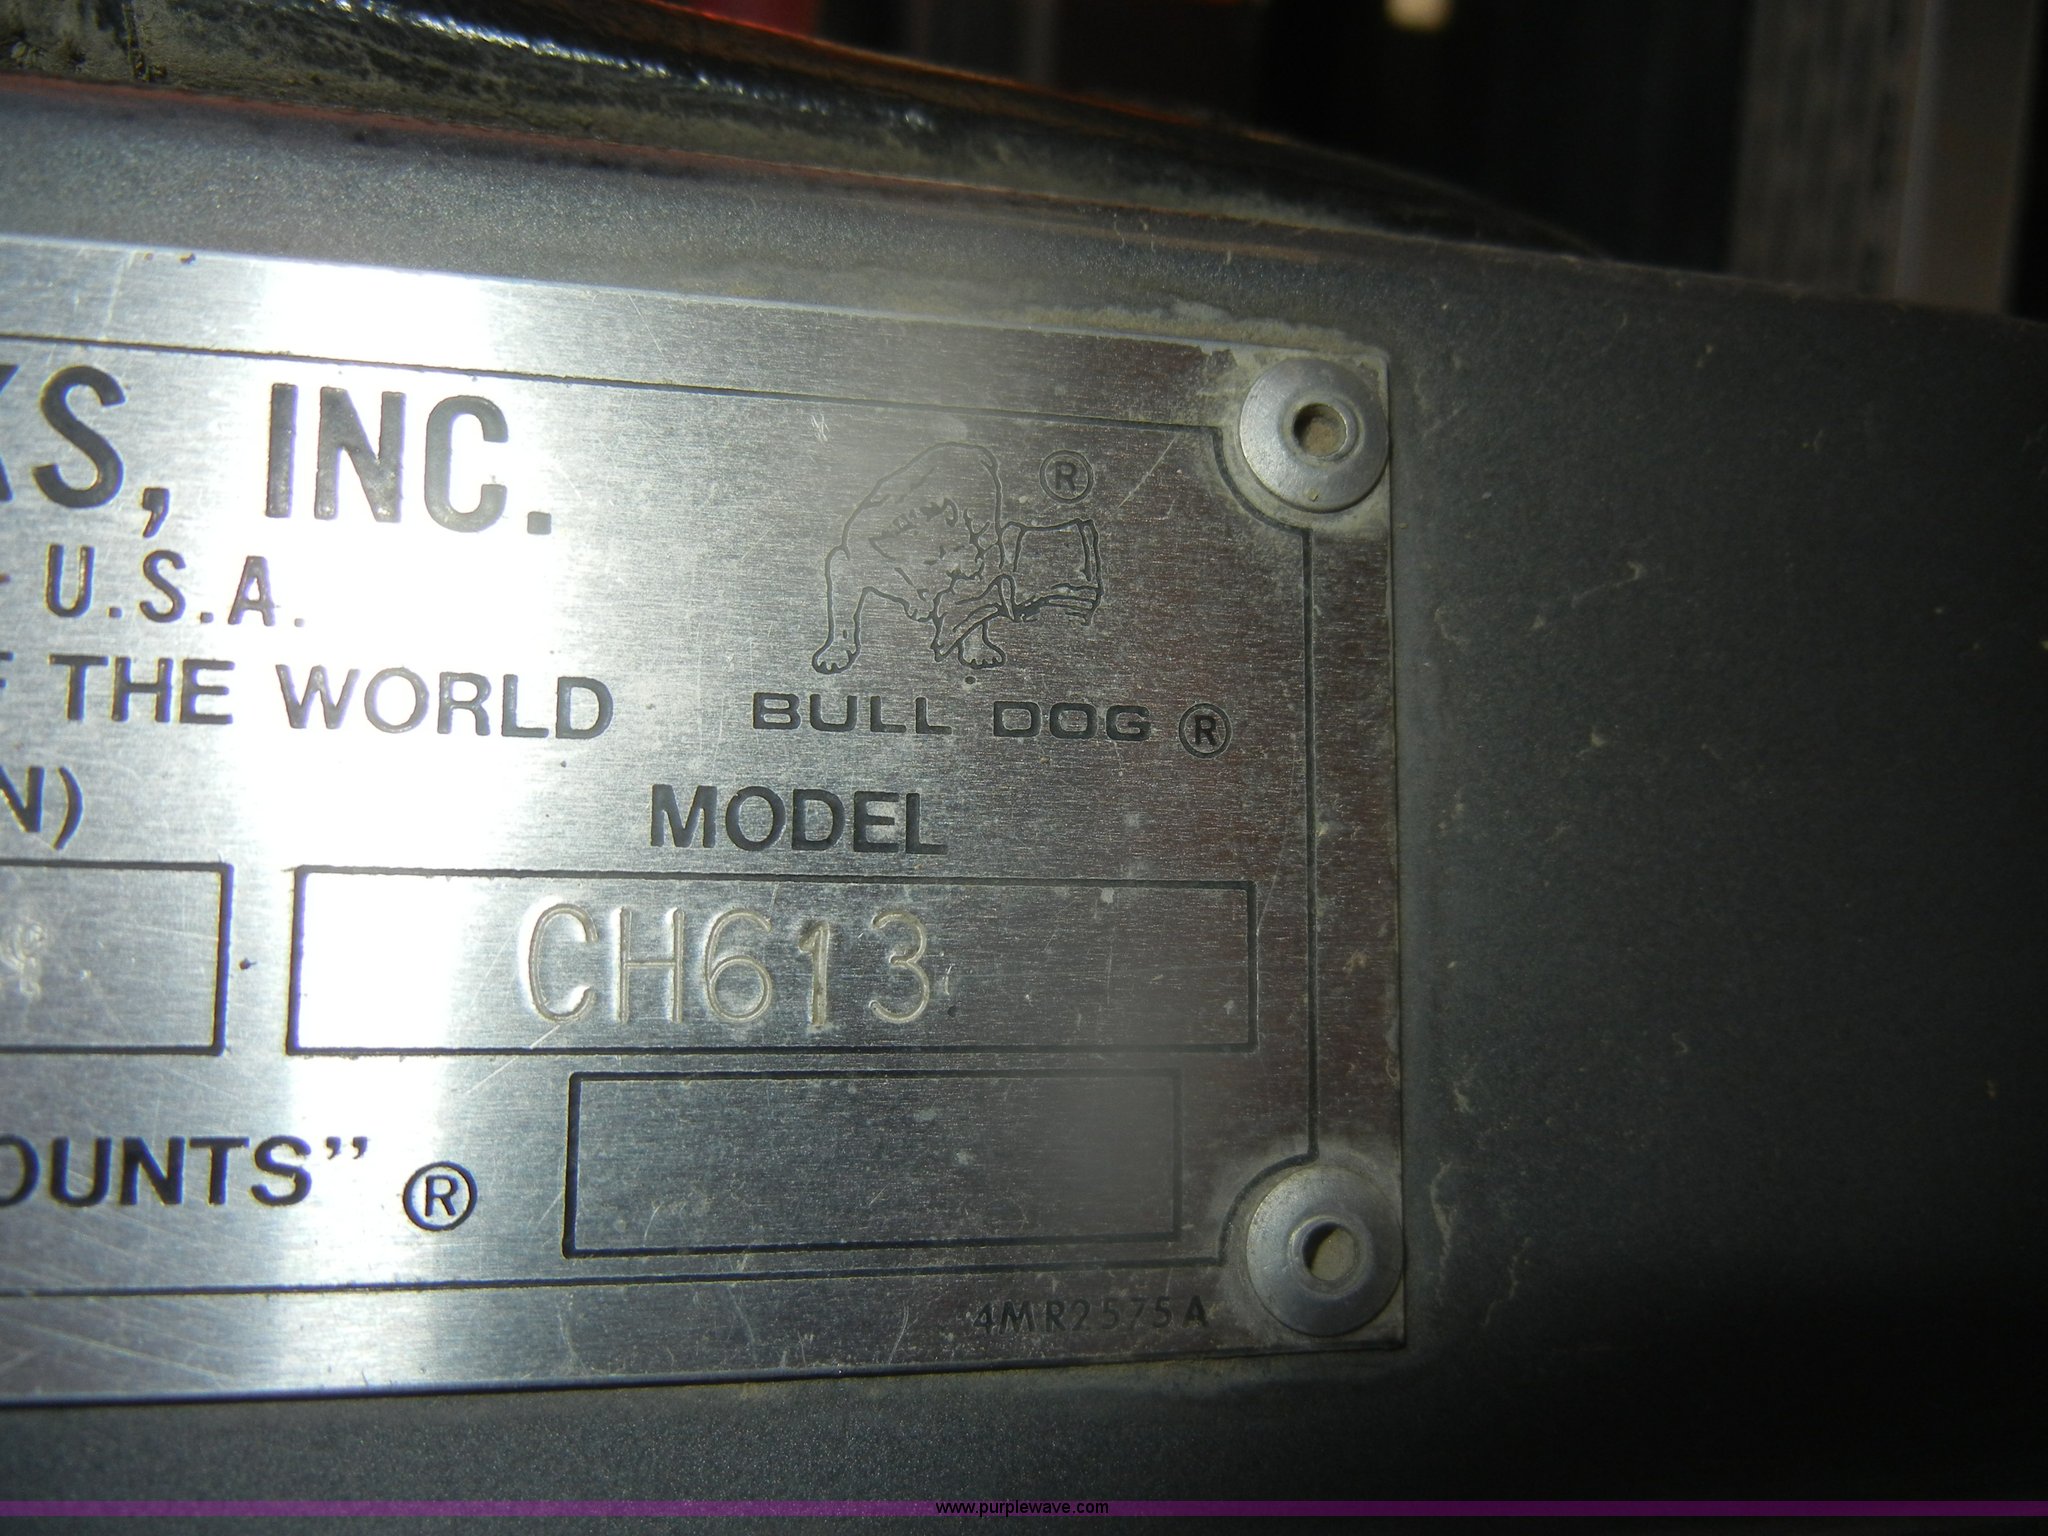 KS, INC.
U.S.A.
®
F THE WORLD
BULL DOG ®
N)
MODEL
CH613
OUNTS” ®
4MR2575A
www.purplewave.com